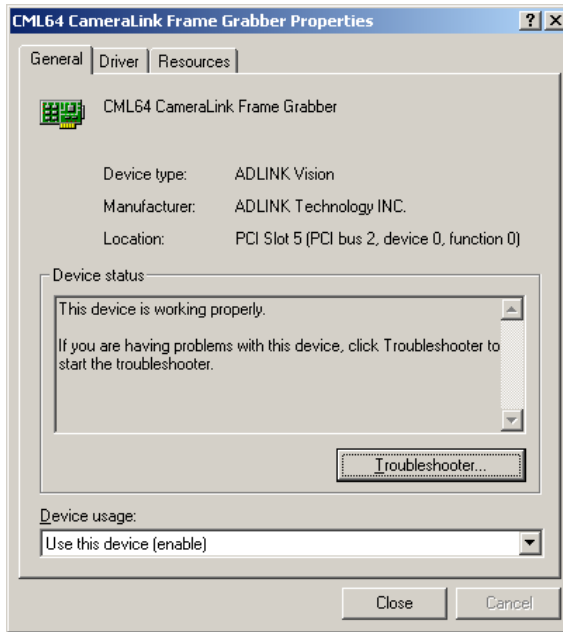 CML64 CameraLink Frame Grabber Properties
General
Driver
Resources
CML64 CameraLink Frame Grabber
Device type: ADLINK Vision
Manufacturer: ADLINK Technology INC.
Location: PCI Slot 5 (PCI bus 2, device 0, function 0)
Device status
This device is working properly.
If you are having problems with this device, click Troubleshooter to
start the troubleshooter.
Troubleshooter...
Device usage:
Use this device (enable)
Close
Cancel